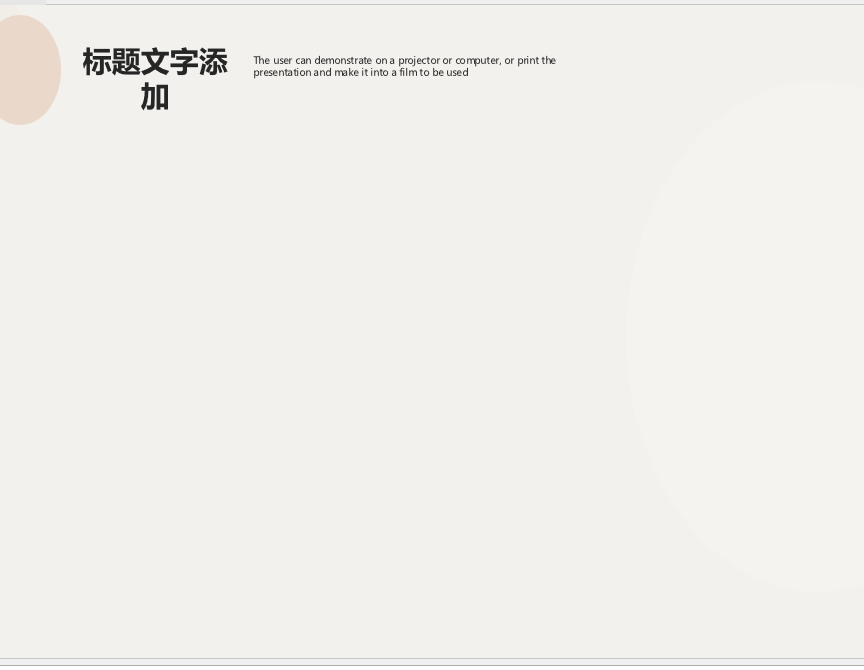 标题文字添
加
The user can demonstrate on a projector or computer, or print the
presentation and make it into a film to be used